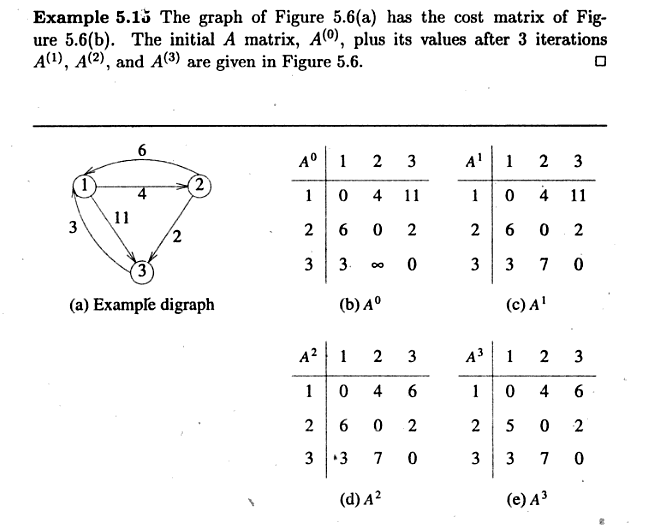 Example 5.15 The graph of Figure 5.6(a) has the cost matrix of Fig-
ure 5.6(b). The initial A matrix, A⁽⁰⁾, plus its values after 3 iterations
A⁽¹⁾, A⁽²⁾, and A⁽³⁾ are given in Figure 5.6. □
6
1
4
2
11
3
2
3
(a) Example digraph
A⁰ 1 2 3
1 0 4 11
2 6 0 2
3 3 ∞ 0
(b) A⁰
A¹ 1 2 3
1 0 4 11
2 6 0 2
3 3 7 0
(c) A¹
A² 1 2 3
1 0 4 6
2 6 0 2
3 3 7 0
(d) A²
A³ 1 2 3
1 0 4 6
2 5 0 2
3 3 7 0
(e) A³